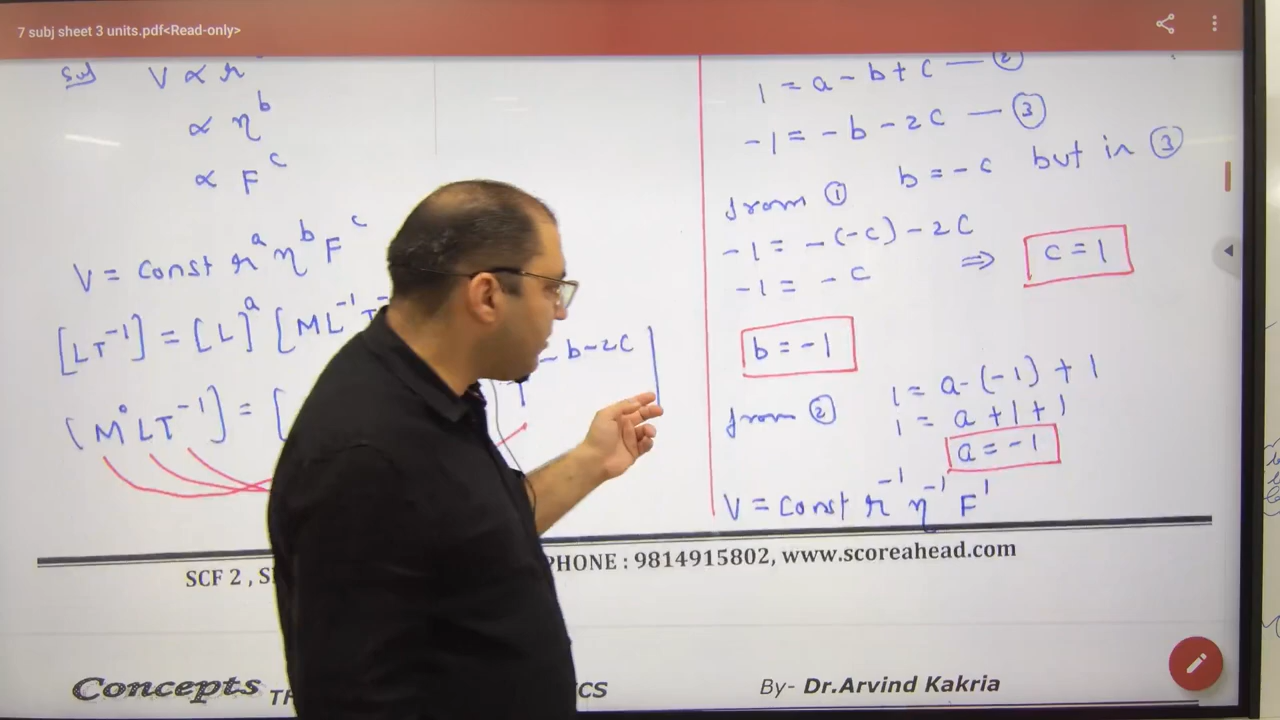 7 subj sheet 3 units.pdf<Read-only>
Sol V ∝ r
∝ η^b
∝ F^c
V = Const r^a η^b F^c
[LT^-1] = [L]^a [ML^-1 T^-
- b - 2c
[M°LT^-1] = [
1 = a - b + c — ②
-1 = - b - 2c — ③
from ① b = - c but in ③
-1 = - (-c) - 2c
-1 = - c ⇒ c = 1
b = -1
from ② 1 = a - (-1) + 1
1 = a + 1 + 1
a = -1
V = Const r^-1 η^-1 F^1
SCF 2 , S
PHONE : 9814915802, www.scoreahead.com
Concepts
By- Dr.Arvind Kakria